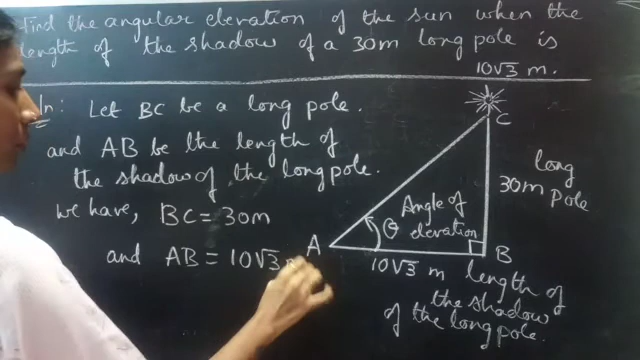 Find the angular elevation of the sun when the
length of the shadow of a 30m long pole is
10√3 m.
Let BC be a long pole.
and AB be the length of
the shadow of the long pole.
We have, BC = 30m
and AB = 10√3 m
C
long
30m Pole
Angle of
elevation
θ
A
B
10√3 m length of
the shadow
of the long pole.